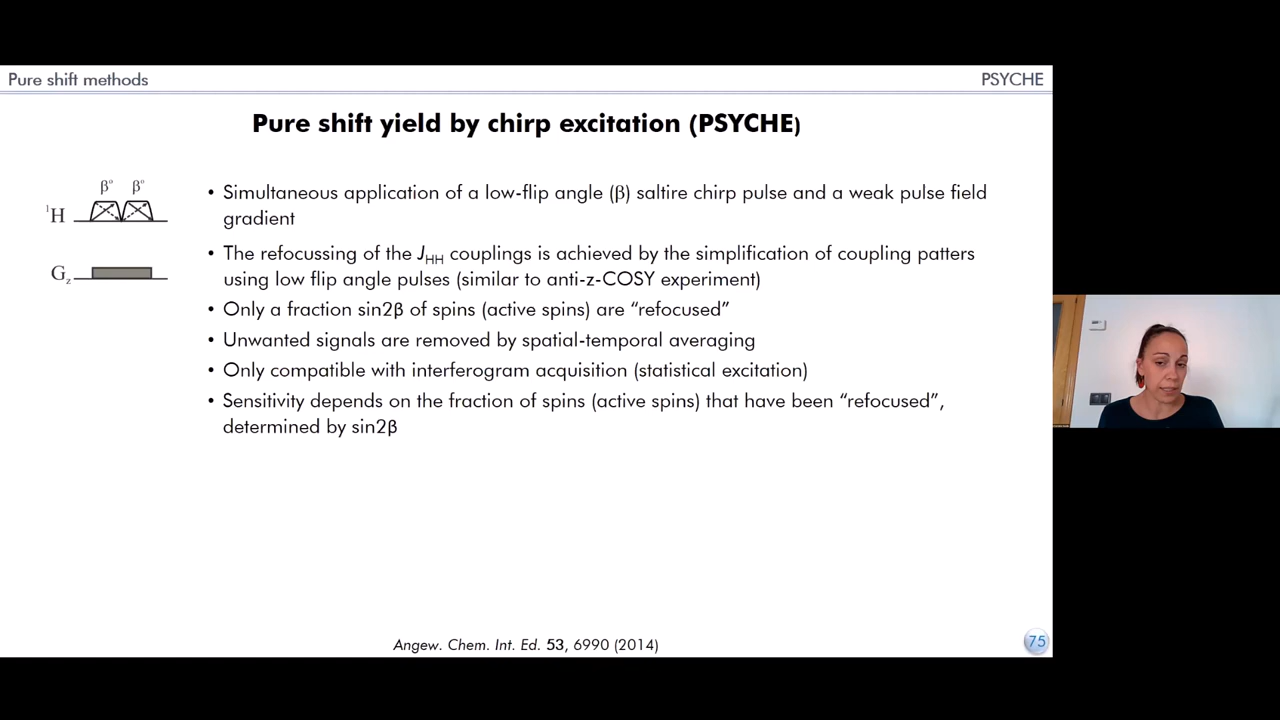 Pure shift methods
PSYCHE
Pure shift yield by chirp excitation (PSYCHE)
β° β°
¹H
G_z
• Simultaneous application of a low-flip angle (β) saltire chirp pulse and a weak pulse field
gradient
• The refocussing of the J_HH couplings is achieved by the simplification of coupling patters
using low flip angle pulses (similar to anti-z-COSY experiment)
• Only a fraction sin2β of spins (active spins) are “refocused”
• Unwanted signals are removed by spatial-temporal averaging
• Only compatible with interferogram acquisition (statistical excitation)
• Sensitivity depends on the fraction of spins (active spins) that have been “refocused”,
determined by sin2β
Angew. Chem. Int. Ed. 53, 6990 (2014)
75